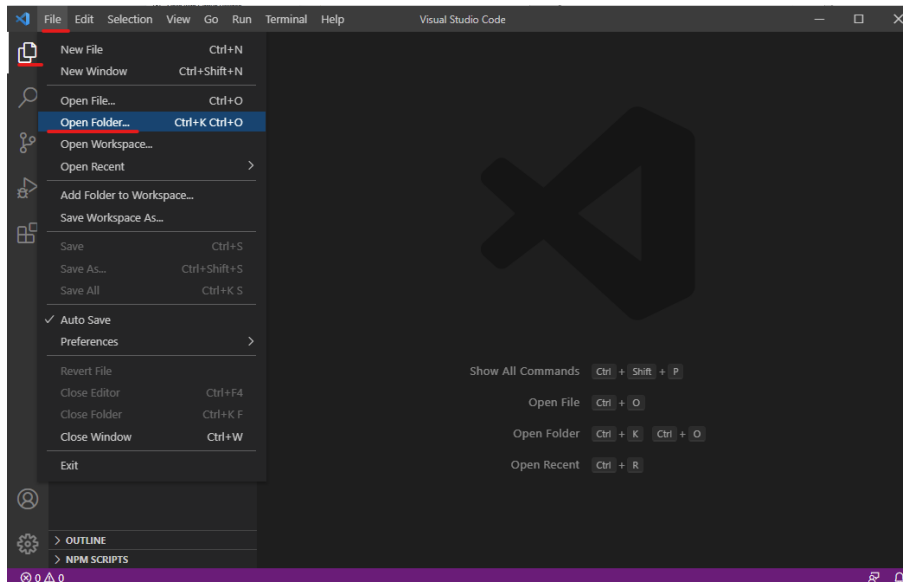 File Edit Selection View Go Run Terminal Help Visual Studio Code
New File Ctrl+N
New Window Ctrl+Shift+N
Open File... Ctrl+O
Open Folder... Ctrl+K Ctrl+O
Open Workspace...
Open Recent
Add Folder to Workspace...
Save Workspace As...
Save Ctrl+S
Save As... Ctrl+Shift+S
Save All Ctrl+K S
Auto Save
Preferences
Revert File
Close Editor Ctrl+F4
Close Folder Ctrl+K F
Close Window Ctrl+W
Exit
Show All Commands Ctrl + Shift + P
Open File Ctrl + O
Open Folder Ctrl + K Ctrl + O
Open Recent Ctrl + R
OUTLINE
NPM SCRIPTS
0 0